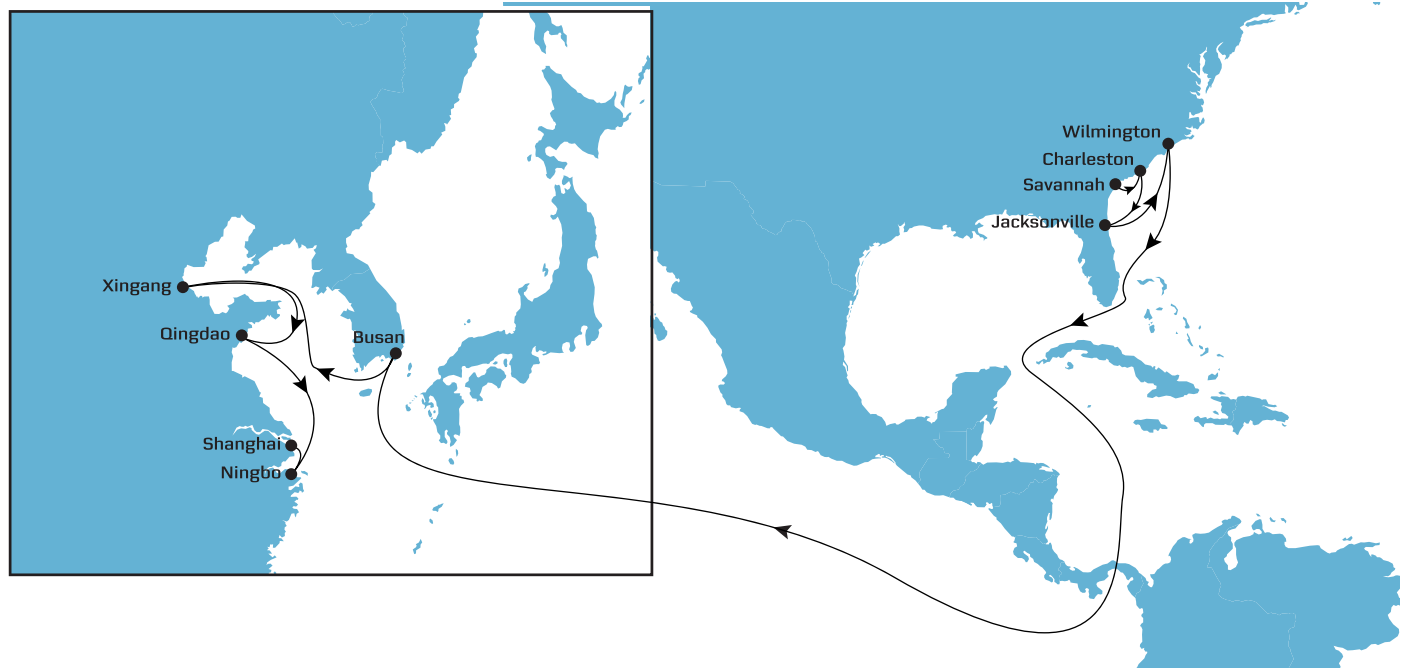 Wilmington
Charleston
Savannah
Jacksonville
Xingang
Qingdao
Busan
Shanghai
Ningbo